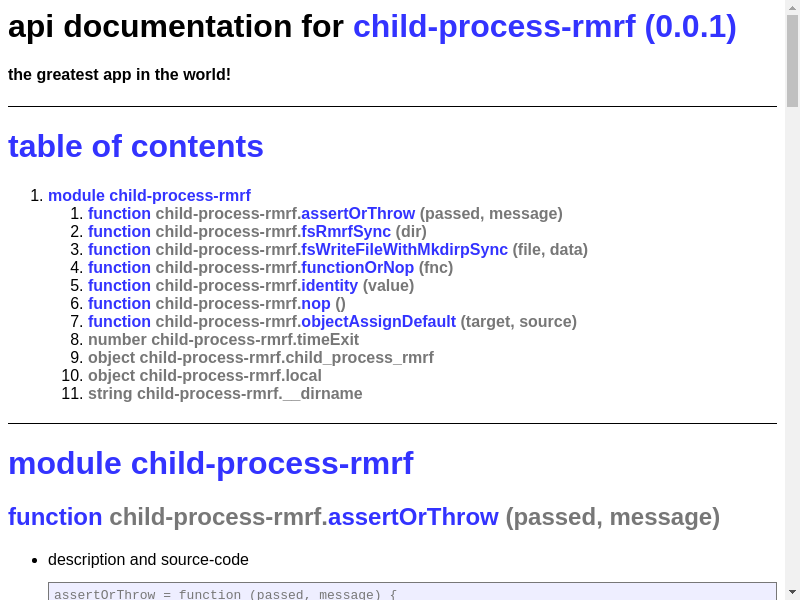 api documentation for child-process-rmrf (0.0.1)
the greatest app in the world!
table of contents
1. module child-process-rmrf
1. function child-process-rmrf.assertOrThrow (passed, message)
2. function child-process-rmrf.fsRmrfSync (dir)
3. function child-process-rmrf.fsWriteFileWithMkdirpSync (file, data)
4. function child-process-rmrf.functionOrNop (fnc)
5. function child-process-rmrf.identity (value)
6. function child-process-rmrf.nop ()
7. function child-process-rmrf.objectAssignDefault (target, source)
8. number child-process-rmrf.timeExit
9. object child-process-rmrf.child_process_rmrf
10. object child-process-rmrf.local
11. string child-process-rmrf.__dirname
module child-process-rmrf
function child-process-rmrf.assertOrThrow (passed, message)
• description and source-code
assertOrThrow = function (passed, message) {